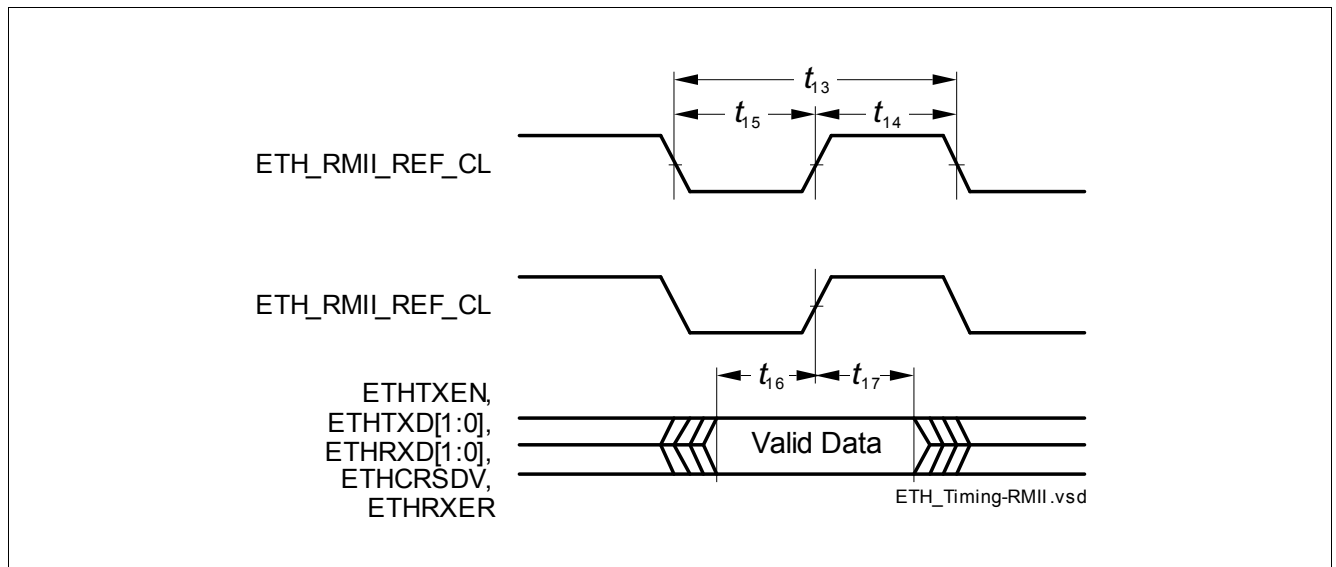 t13
t15 t14
ETH_RMII_REF_CL
ETH_RMII_REF_CL
t16 t17
ETHTXEN,
ETHTXD[1:0],
ETHRXD[1:0],
ETHCRSDV,
ETHRXER
Valid Data
ETH_Timing-RMII.vsd